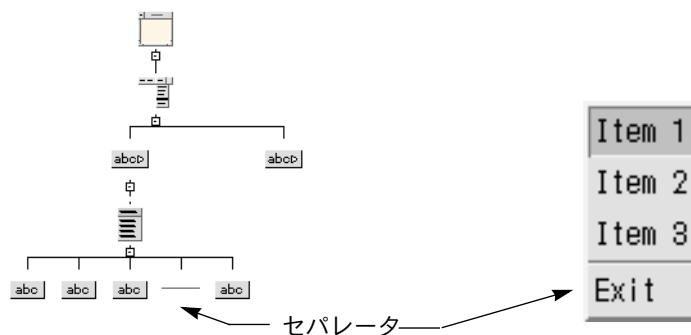 abc▷ abc▷
abc abc abc abc
セパレータ
Item 1
Item 2
Item 3
Exit